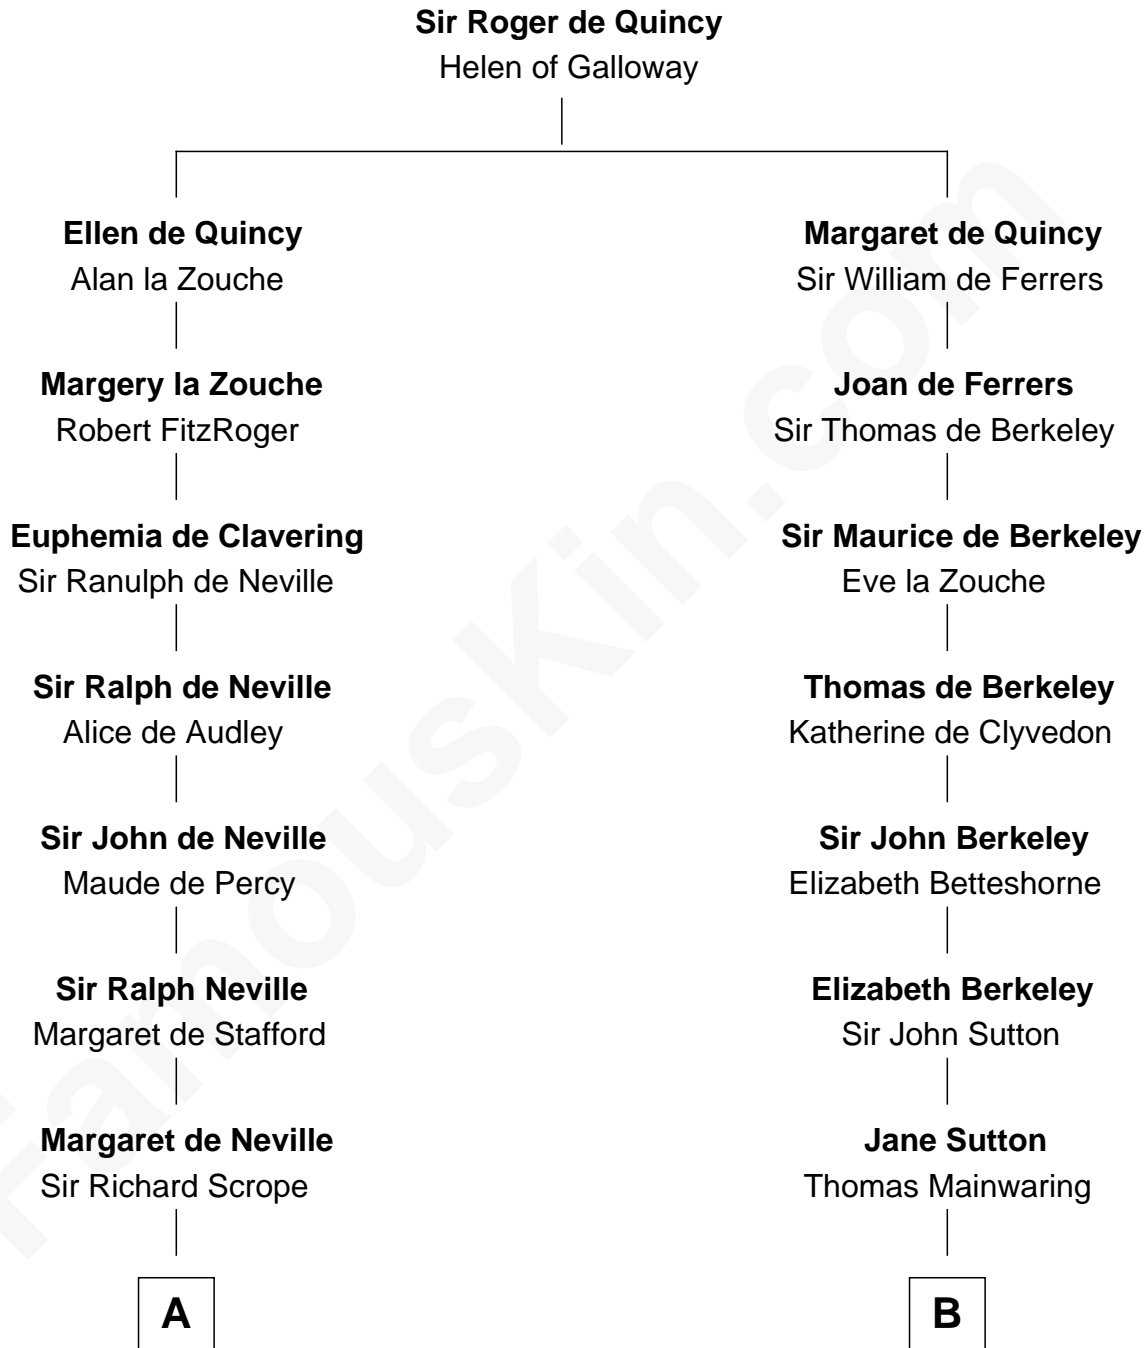 Sir Roger de Quincy
Helen of Galloway
Ellen de Quincy
Alan la Zouche
Margaret de Quincy
Sir William de Ferrers
Margery la Zouche
Robert FitzRoger
Joan de Ferrers
Sir Thomas de Berkeley
Euphemia de Clavering
Sir Ranulph de Neville
Sir Maurice de Berkeley
Eve la Zouche
Sir Ralph de Neville
Alice de Audley
Thomas de Berkeley
Katherine de Clyvedon
Sir John de Neville
Maude de Percy
Sir John Berkeley
Elizabeth Betteshorne
Sir Ralph Neville
Margaret de Stafford
Elizabeth Berkeley
Sir John Sutton
Margaret de Neville
Sir Richard Scrope
Jane Sutton
Thomas Mainwaring
A
B
FamousKin.com